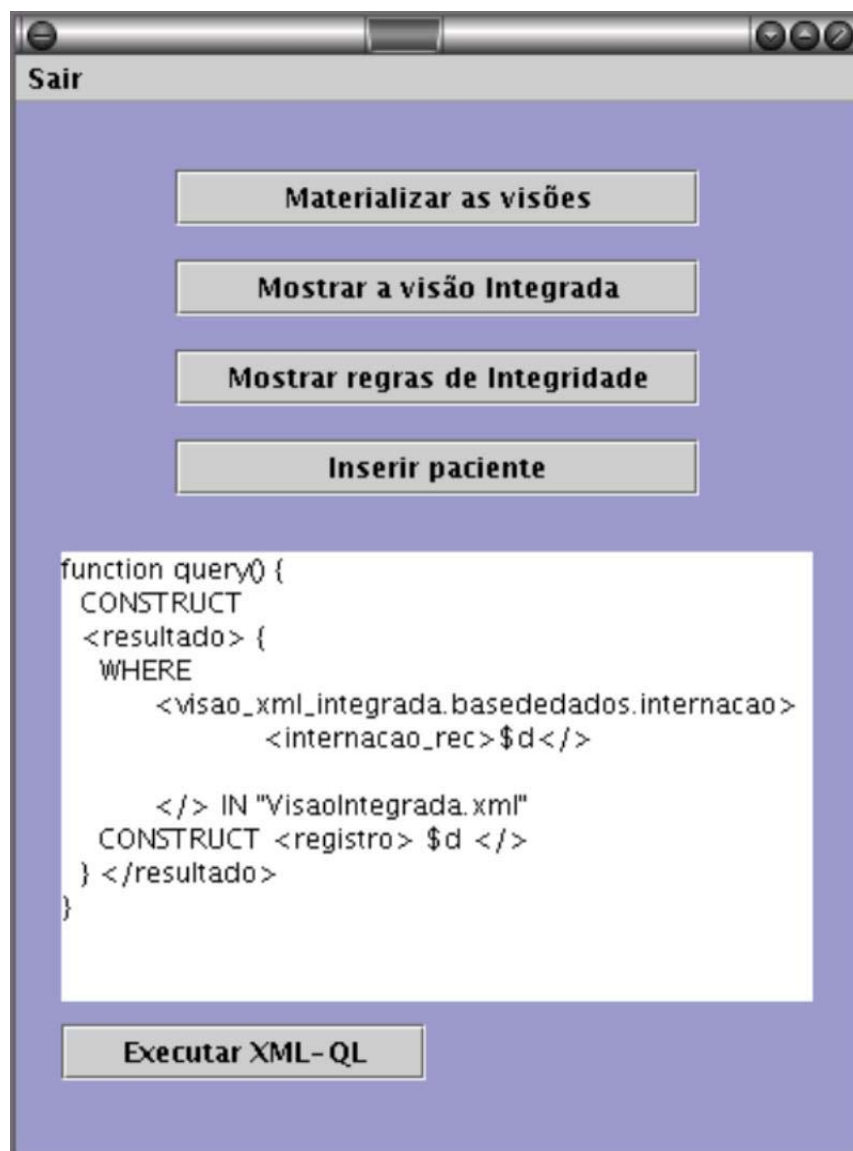 Sair
Materializar as visões
Mostrar a visão Integrada
Mostrar regras de Integridade
Inserir paciente
function query() {
CONSTRUCT
<resultado> {
WHERE
<visao_xml_integrada.basededados.internacao>
<internacao_rec>$d</>
</> IN "VisaoIntegrada.xml"
CONSTRUCT <registro> $d </>
} </resultado>
}
Executar XML-QL